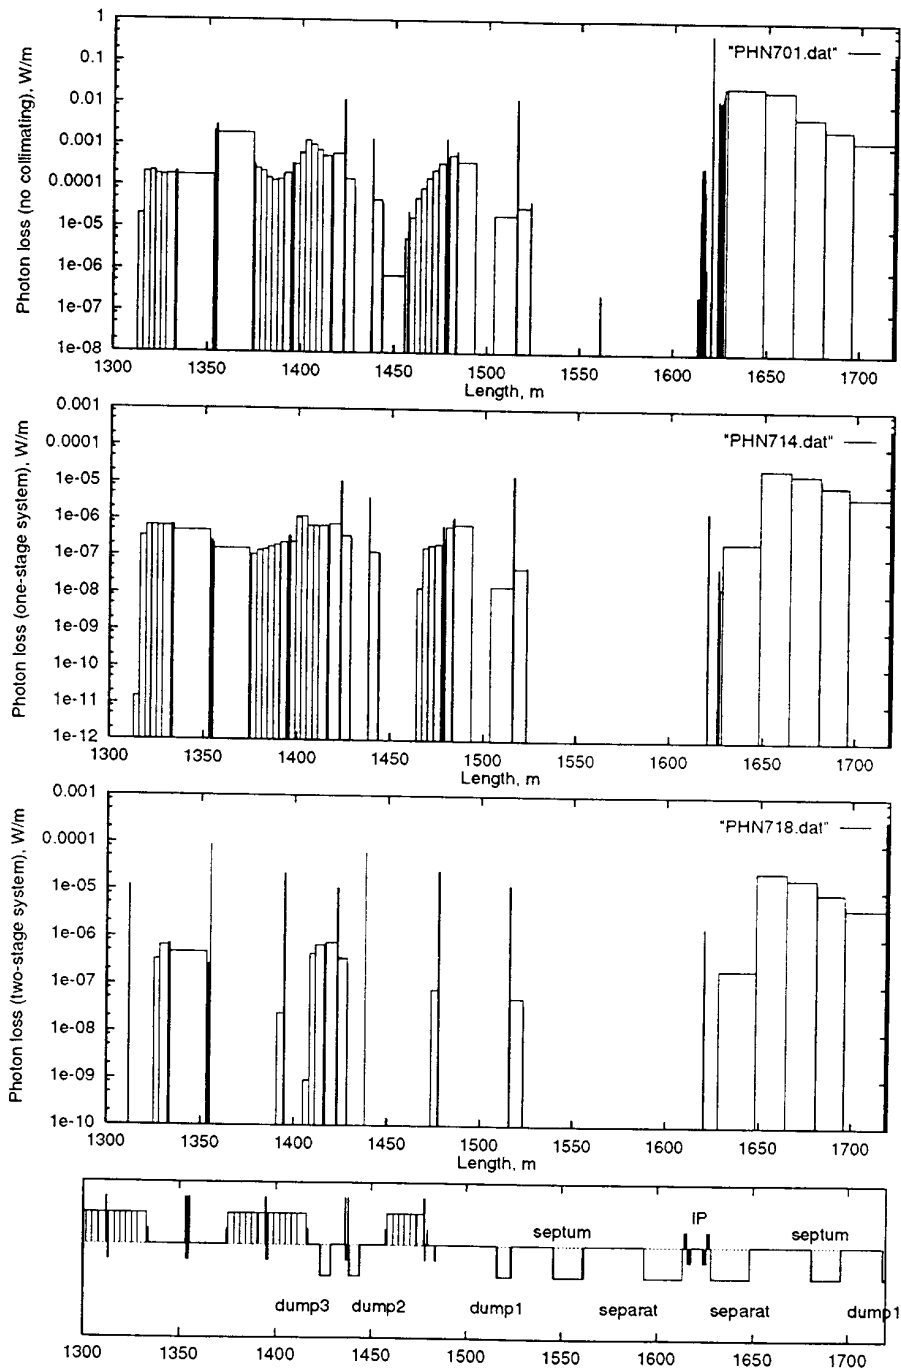 Photon loss (no collimating), W/m
1
0.1
0.01
0.001
0.0001
1e-05
1e-06
1e-07
1e-08
"PHN701.dat"
1300 1350 1400 1450 1500 1550 1600 1650 1700
Length, m
Photon loss (one-stage system), W/m
0.001
0.0001
1e-05
1e-06
1e-07
1e-08
1e-09
1e-10
1e-11
1e-12
"PHN714.dat"
1300 1350 1400 1450 1500 1550 1600 1650 1700
Length, m
Photon loss (two-stage system), W/m
0.001
0.0001
1e-05
1e-06
1e-07
1e-08
1e-09
1e-10
"PHN718.dat"
1300 1350 1400 1450 1500 1550 1600 1650 1700
Length, m
septum IP septum
dump3 dump2 dump1 separat separat dump1
1300 1350 1400 1450 1500 1550 1600 1650 1700